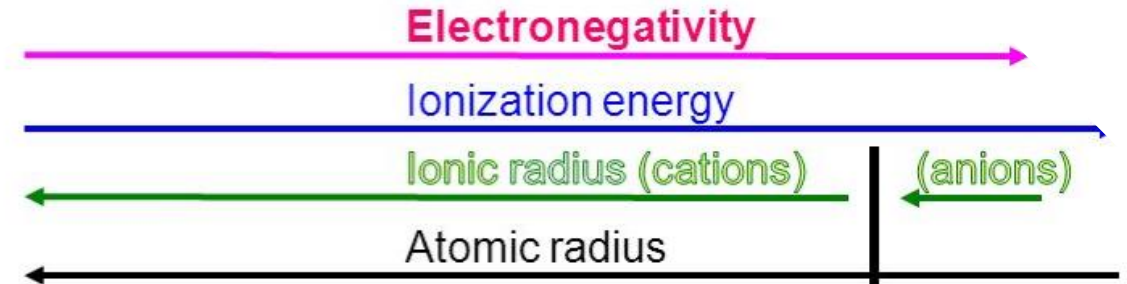 Electronegativity
Ionization energy
Ionic radius (cations) (anions)
Atomic radius